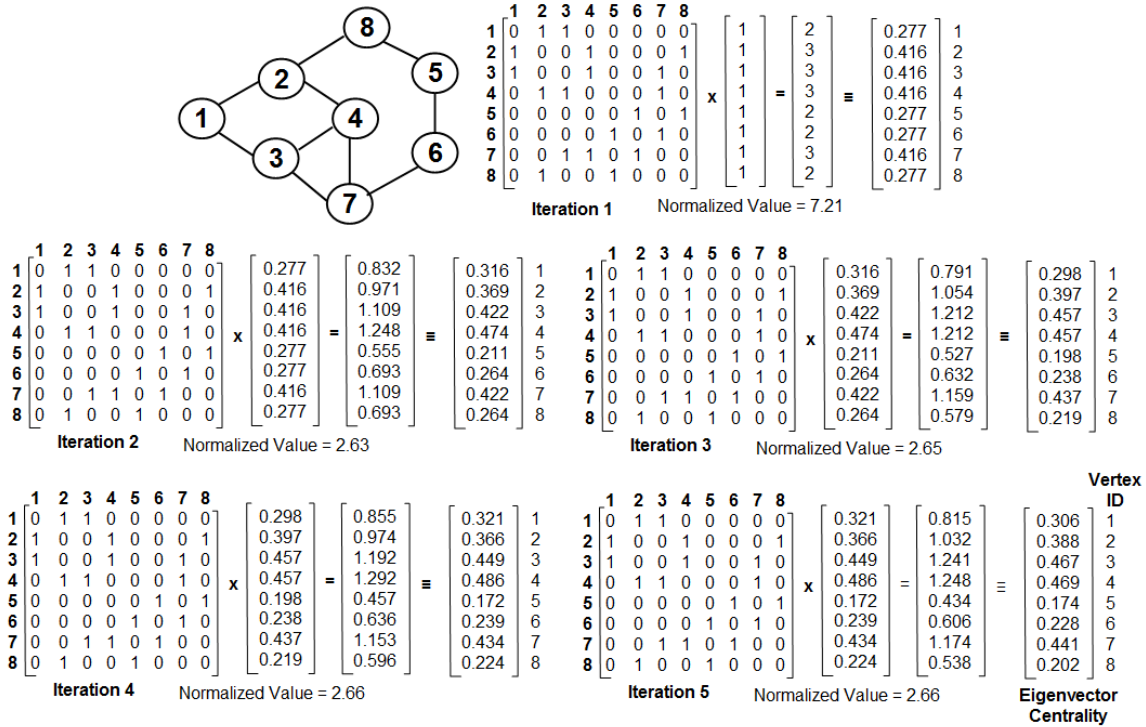 8
2
5
1
4
3
6
7
1 2 3 4 5 6 7 8
1 0 1 1 0 0 0 0 0 1 2 0.277 1
2 1 0 0 1 0 0 0 1 1 3 0.416 2
3 1 0 0 1 0 0 1 0 1 3 0.416 3
4 0 1 1 0 0 0 1 0 1 3 0.416 4
x = ≡
5 0 0 0 0 0 1 0 1 1 2 0.277 5
6 0 0 0 0 1 0 1 0 1 2 0.277 6
7 0 0 1 1 0 1 0 0 1 3 0.416 7
8 0 1 0 0 1 0 0 0 1 2 0.277 8
Iteration 1 Normalized Value = 7.21
1 2 3 4 5 6 7 8
1 0 1 1 0 0 0 0 0 0.277 0.832 0.316 1
2 1 0 0 1 0 0 0 1 0.416 0.971 0.369 2
3 1 0 0 1 0 0 1 0 0.416 1.109 0.422 3
4 0 1 1 0 0 0 1 0 0.416 1.248 0.474 4
x = ≡
5 0 0 0 0 0 1 0 1 0.277 0.555 0.211 5
6 0 0 0 0 1 0 1 0 0.277 0.693 0.264 6
7 0 0 1 1 0 1 0 0 0.416 1.109 0.422 7
8 0 1 0 0 1 0 0 0 0.277 0.693 0.264 8
Iteration 2 Normalized Value = 2.63
1 2 3 4 5 6 7 8
1 0 1 1 0 0 0 0 0 0.316 0.791 0.298 1
2 1 0 0 1 0 0 0 1 0.369 1.054 0.397 2
3 1 0 0 1 0 0 1 0 0.422 1.212 0.457 3
4 0 1 1 0 0 0 1 0 0.474 1.212 0.457 4
x = ≡
5 0 0 0 0 0 1 0 1 0.211 0.527 0.198 5
6 0 0 0 0 1 0 1 0 0.264 0.632 0.238 6
7 0 0 1 1 0 1 0 0 0.422 1.159 0.437 7
8 0 1 0 0 1 0 0 0 0.264 0.579 0.219 8
Iteration 3 Normalized Value = 2.65
1 2 3 4 5 6 7 8
1 0 1 1 0 0 0 0 0 0.298 0.855 0.321 1
2 1 0 0 1 0 0 0 1 0.397 0.974 0.366 2
3 1 0 0 1 0 0 1 0 0.457 1.192 0.449 3
4 0 1 1 0 0 0 1 0 0.457 1.292 0.486 4
x = ≡
5 0 0 0 0 0 1 0 1 0.198 0.457 0.172 5
6 0 0 0 0 1 0 1 0 0.238 0.636 0.239 6
7 0 0 1 1 0 1 0 0 0.437 1.153 0.434 7
8 0 1 0 0 1 0 0 0 0.219 0.596 0.224 8
Iteration 4 Normalized Value = 2.66
Vertex
ID
1 2 3 4 5 6 7 8
1 0 1 1 0 0 0 0 0 0.321 0.815 0.306 1
2 1 0 0 1 0 0 0 1 0.366 1.032 0.388 2
3 1 0 0 1 0 0 1 0 0.449 1.241 0.467 3
4 0 1 1 0 0 0 1 0 0.486 1.248 0.469 4
x = ≡
5 0 0 0 0 0 1 0 1 0.172 0.434 0.174 5
6 0 0 0 0 1 0 1 0 0.239 0.606 0.228 6
7 0 0 1 1 0 1 0 0 0.434 1.174 0.441 7
8 0 1 0 0 1 0 0 0 0.224 0.538 0.202 8
Iteration 5 Normalized Value = 2.66
Eigenvector
Centrality